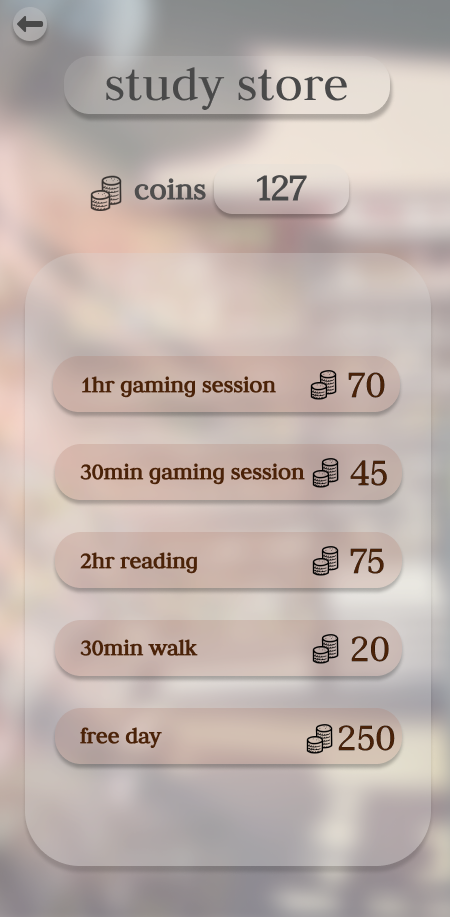 study store
coins 127
1hr gaming session 70
30min gaming session 45
2hr reading 75
30min walk 20
free day 250